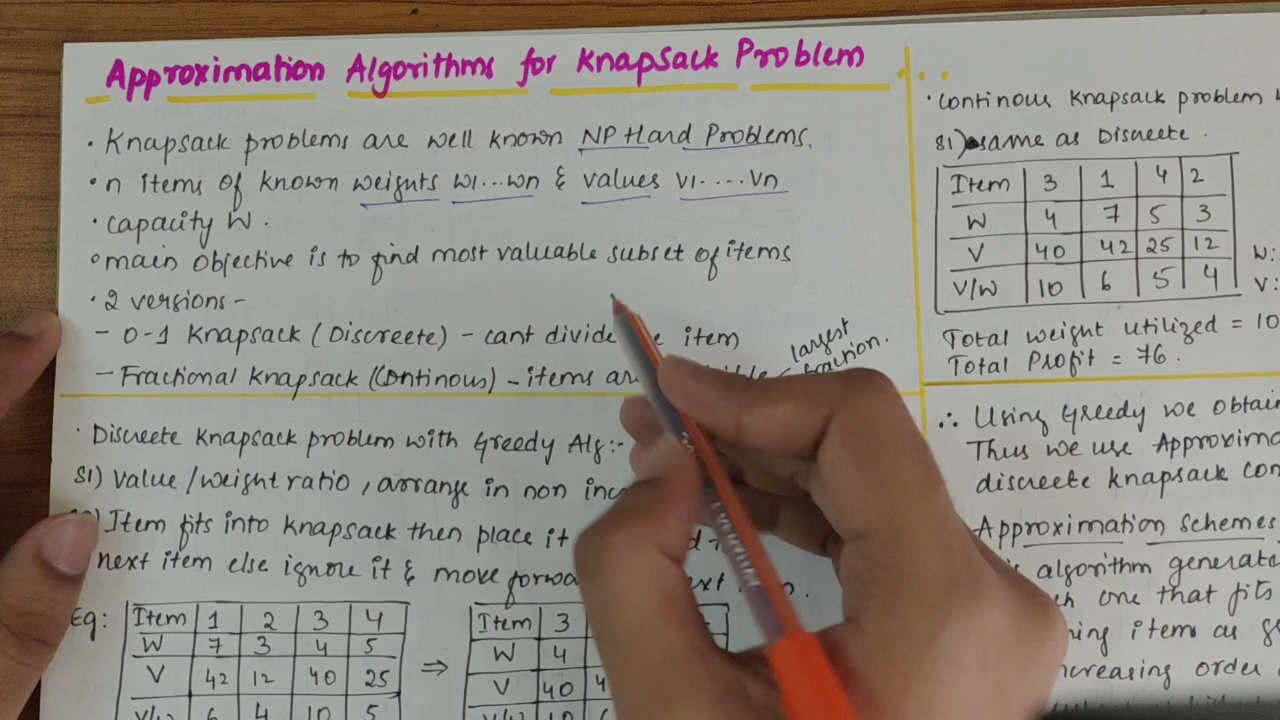 Approximation Algorithms for Knapsack Problem
• Knapsack problems are well known NP Hard Problems.
• n items of known weights w1...wn & values v1....vn
• capacity W.
• main objective is to find most valuable subset of items
• 2 versions -
- 0-1 Knapsack (Discreete) - cant divide item
- Fractional Knapsack (Continous) - items are
largest
fraction.
• Discreete Knapsack problem with Greedy Alg:-
S1) Value/weight ratio, arrange in non
Item fits into Knapsack then place it
next item else ignore it & move
Eg:
Item 1 2 3 4
W 7 3 4 5
V 42 12 40 25
V/W 6 4 10 5
⇒
Item 3
W 4
V 40
V/W 10
• Continous Knapsack problem
S1) same as Discreete.
Item 3 1 4 2
W 4 7 5 3
V 40 42 25 12
V/W 10 6 5 4
W:
V:
Total weight utilized = 10
Total Profit = 76.
∴ Using Greedy we obtain
Thus we use
discreete knapsack
Approximation schemes
algorithm
one that fits
item as
order